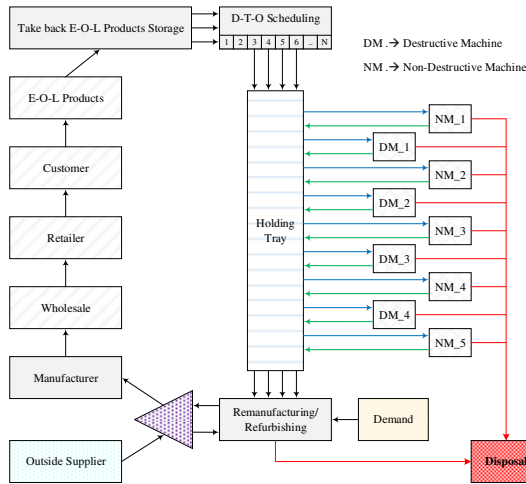 Take back E-O-L Products Storage
D-T-O Scheduling
1 2 3 4 5 6 .. N
DM .→ Destructive Machine
NM .→ Non-Destructive Machine
E-O-L Products
NM_1
DM_1
Customer
NM_2
DM_2
Retailer
Holding
Tray
NM_3
DM_3
Wholesale
NM_4
DM_4
NM_5
Manufacturer
Remanufacturing/
Refurbishing
Demand
Outside Supplier
Disposal